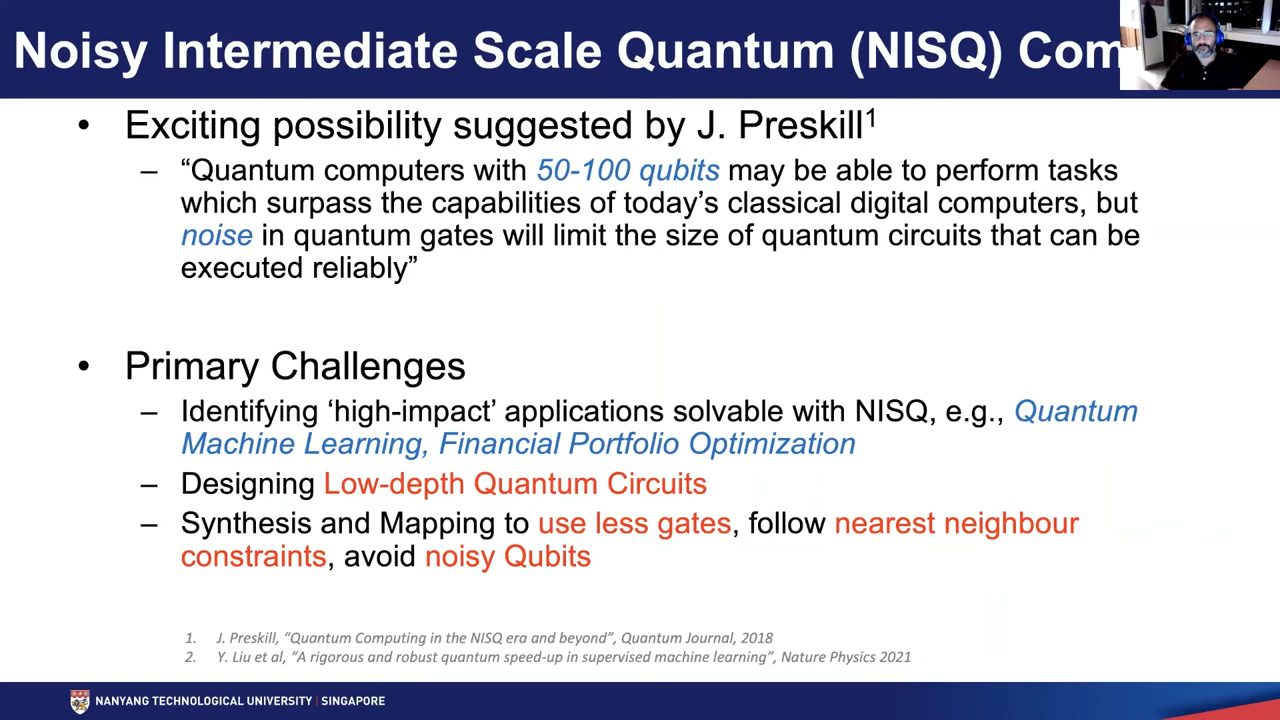 Noisy Intermediate Scale Quantum (NISQ) Com
• Exciting possibility suggested by J. Preskill¹
– “Quantum computers with 50-100 qubits may be able to perform tasks
which surpass the capabilities of today’s classical digital computers, but
noise in quantum gates will limit the size of quantum circuits that can be
executed reliably”
• Primary Challenges
– Identifying ‘high-impact’ applications solvable with NISQ, e.g., Quantum
Machine Learning, Financial Portfolio Optimization
– Designing Low-depth Quantum Circuits
– Synthesis and Mapping to use less gates, follow nearest neighbour
constraints, avoid noisy Qubits
1. J. Preskill, “Quantum Computing in the NISQ era and beyond”, Quantum Journal, 2018
2. Y. Liu et al, “A rigorous and robust quantum speed-up in supervised machine learning”, Nature Physics 2021
NANYANG TECHNOLOGICAL UNIVERSITY | SINGAPORE